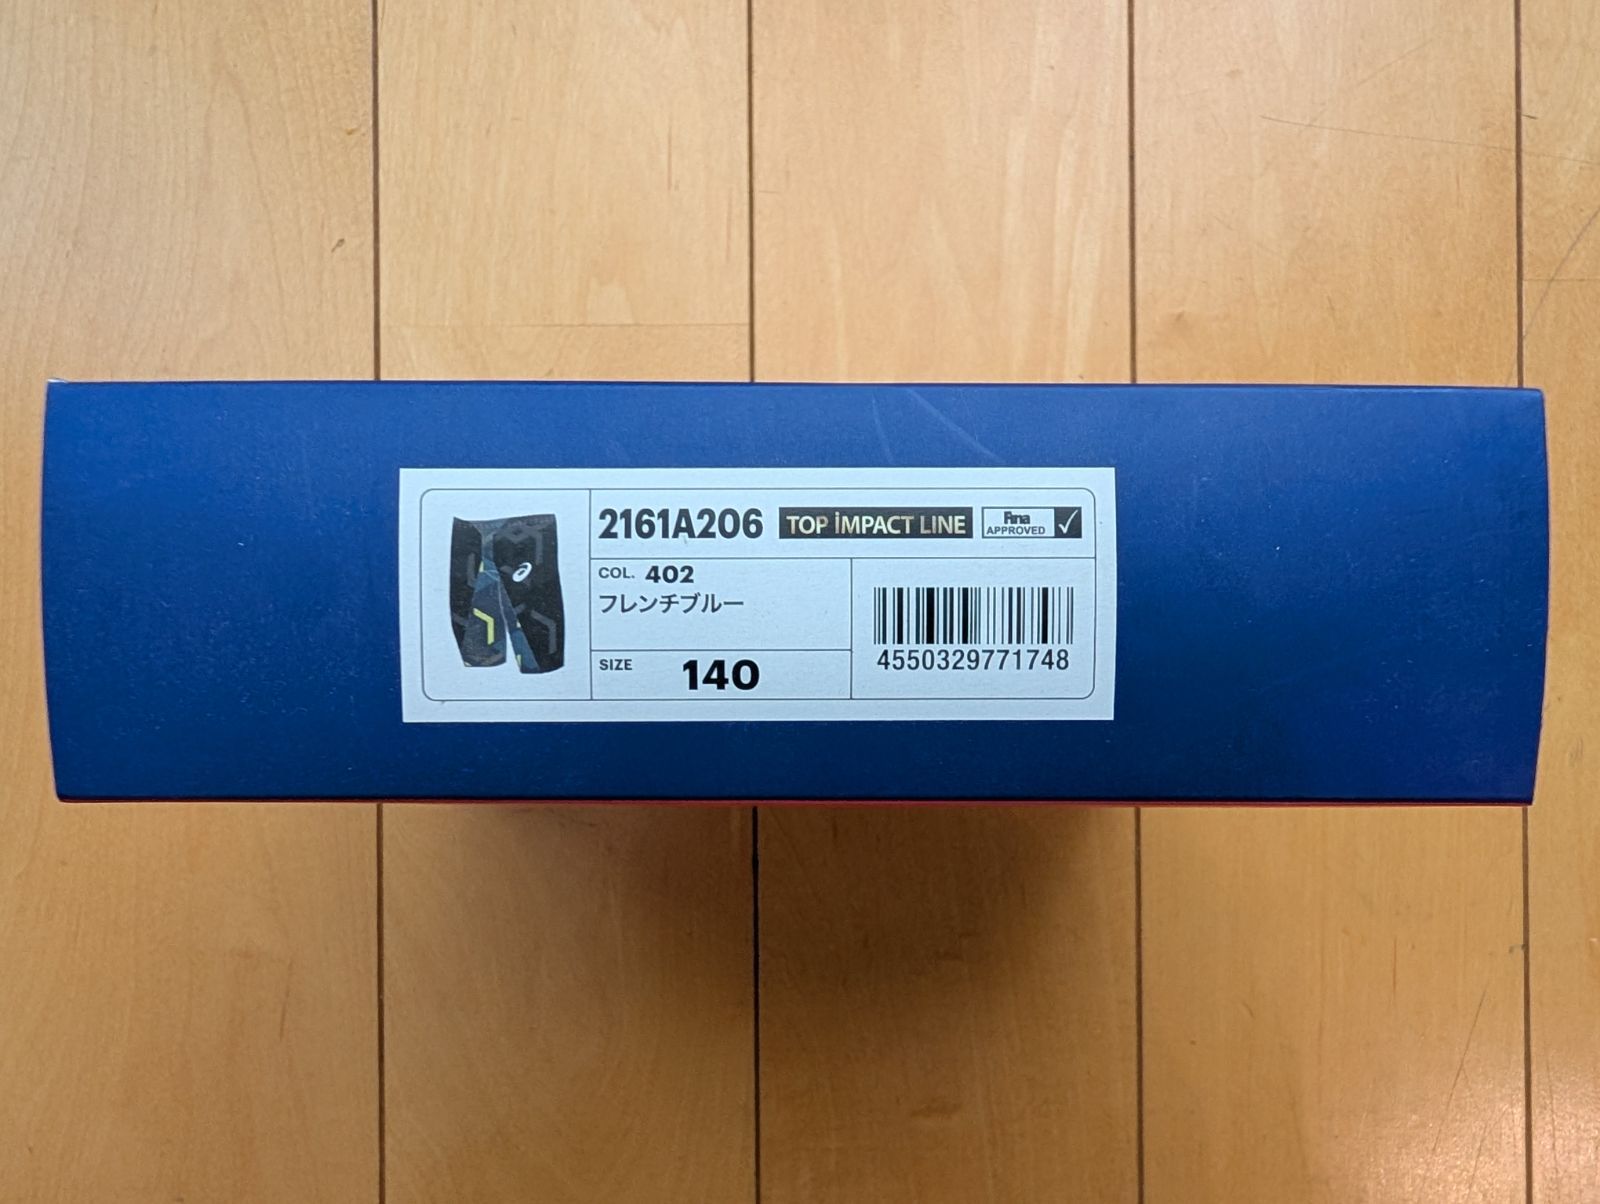 2161A206 TOP iMPACT LINE Fina APPROVED
COL. 402
フレンチブルー
SIZE 140
4550329771748